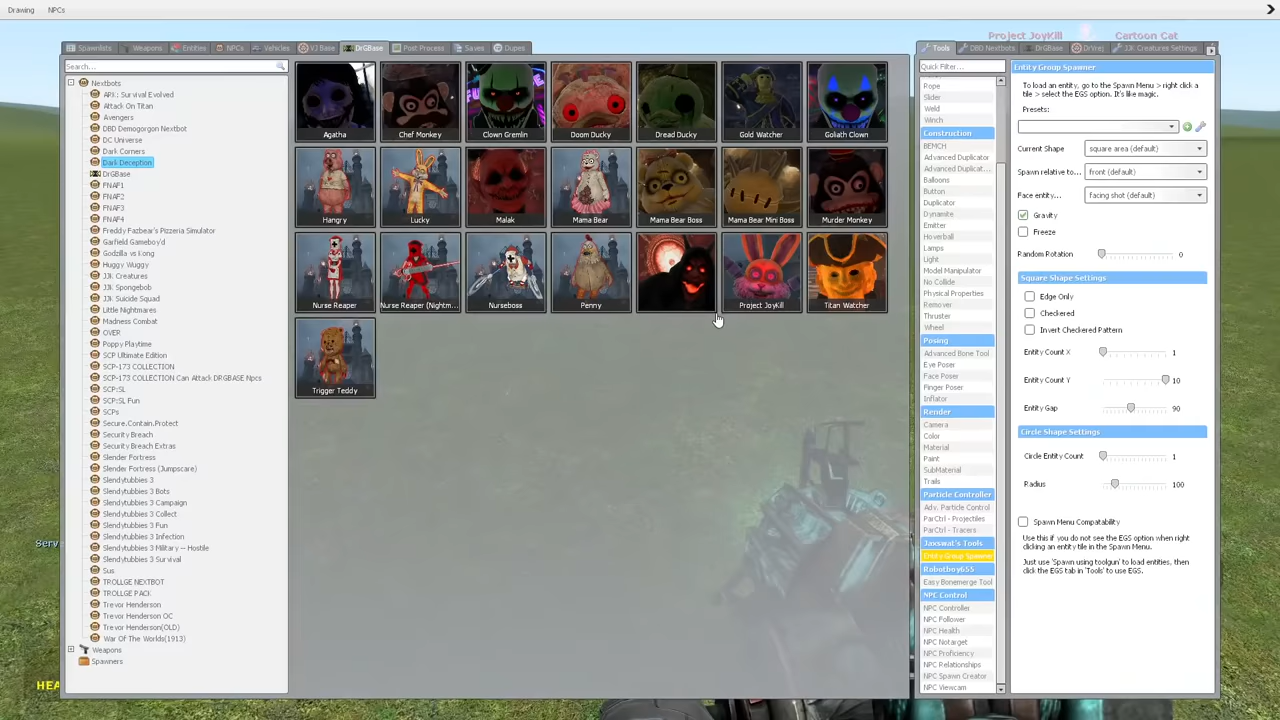 Drawing NPCs
Project JoyKill Cartoon Cat
Spawnlists Weapons Entities NPCs Vehicles VJ Base DrGBase Post Process Saves Dupes
Search...
Nextbots
ARK: Survival Evolved
Attack On Titan
Avengers
DBD Demogorgon Nextbot
DC Universe
Dark Corners
Dark Deception
DrGBase
FNAF1
FNAF2
FNAF3
FNAF4
Freddy Fazbear's Pizzeria Simulator
Garfield Gameboy'd
Godzilla vs Kong
Huggy Wuggy
JJk Creatures
JJk Spongebob
JJk Suicide Squad
Little Nightmares
Madness Combat
OVER
Poppy Playtime
SCP Ultimate Edition
SCP-173 COLLECTION
SCP-173 COLLECTION Can Attack DRGBASE Npcs
SCP:SL
SCP:SL Fun
SCPs
Secure.Contain.Protect
Security Breach
Security Breach Extras
Slender Fortress
Slender Fortress (Jumpscare)
Slendytubbies 3
Slendytubbies 3 Bots
Slendytubbies 3 Campaign
Slendytubbies 3 Collect
Slendytubbies 3 Fun
Slendytubbies 3 Infection
Slendytubbies 3 Military -- Hostile
Slendytubbies 3 Survival
Sus
TROLLGE NEXTBOT
TROLLGE PACK
Trevor Henderson
Trevor Henderson OC
Trevor Henderson(OLD)
War Of The Worlds(1913)
Weapons
Spawners
Agatha Chef Monkey Clown Gremlin Doom Ducky Dread Ducky Gold Watcher Goliath Clown
Hangry Lucky Malak Mama Bear Mama Bear Boss Mama Bear Mini Boss Murder Monkey
Nurse Reaper Nurse Reaper (Nightm... Nurseboss Penny Project JoyKill Titan Watcher
Trigger Teddy
Serv
HEA
Tools DBD Nextbots DrGBase DrVrej JJk Creatures Settings
Quick Filter...
Rope
Slider
Weld
Winch
Construction
BEMCH
Advanced Duplicator
Advanced Duplicat...
Balloons
Button
Duplicator
Dynamite
Emitter
Hoverball
Lamps
Light
Model Manipulator
No Collide
Physical Properties
Remover
Thruster
Wheel
Posing
Advanced Bone Tool
Eye Poser
Face Poser
Finger Poser
Inflator
Render
Camera
Color
Material
Paint
SubMaterial
Trails
Particle Controller
Adv. Particle Control
ParCtrl - Projectiles
ParCtrl - Tracers
Jaxswat's Tools
Entity Group Spawner
Robotboy655
Easy Bonemerge Tool
NPC Control
NPC Controller
NPC Follower
NPC Health
NPC Notarget
NPC Proficiency
NPC Relationships
NPC Spawn Creator
NPC Viewcam
Entity Group Spawner
To load an entity, go to the Spawn Menu > right click a
tile > select the EGS option. It's like magic.
Presets:
Current Shape square area (default)
Spawn relative to... front (default)
Face entity... facing shot (default)
Gravity
Freeze
Random Rotation 0
Square Shape Settings
Edge Only
Checkered
Invert Checkered Pattern
Entity Count X 1
Entity Count Y 10
Entity Gap 90
Circle Shape Settings
Circle Entity Count 1
Radius 100
Spawn Menu Compatability
Use this if you do not see the EGS option when right
clicking an entity tile in the Spawn Menu.
Just use 'Spawn using toolgun' to load entities, then
click the EGS tab in 'Tools' to use EGS.